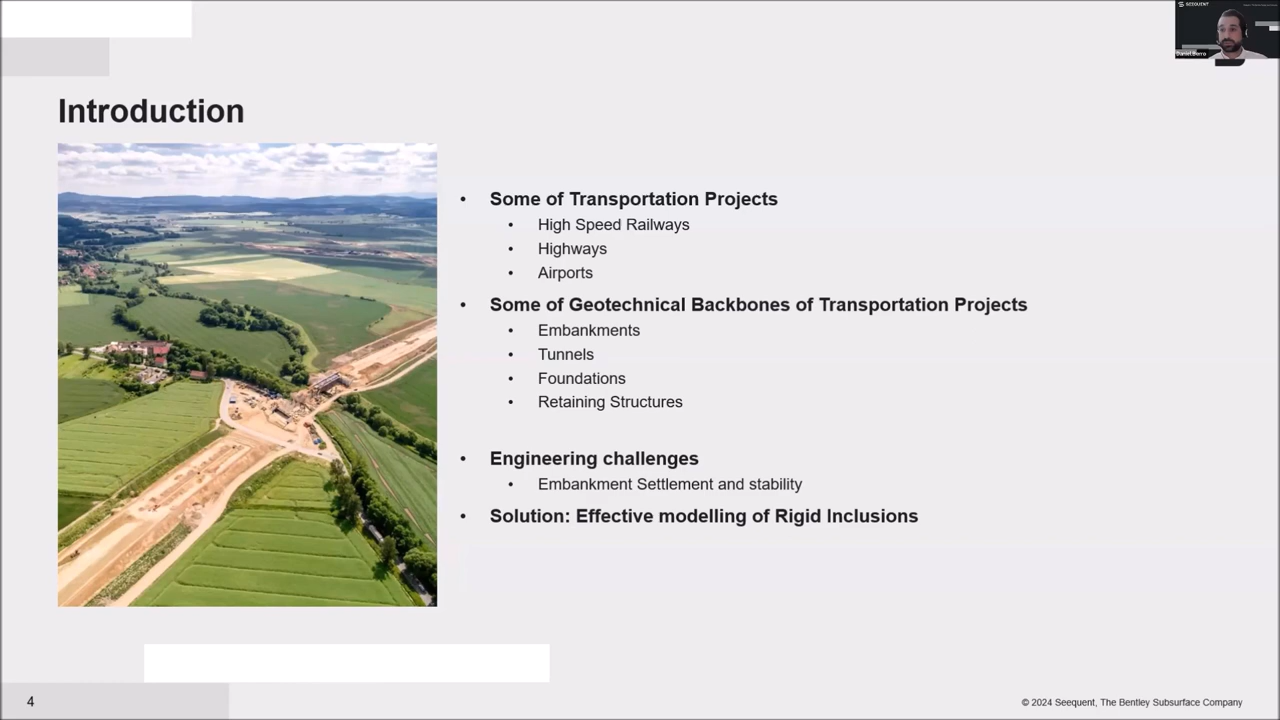 SEEQUENT
Introduction
• Some of Transportation Projects
• High Speed Railways
• Highways
• Airports
• Some of Geotechnical Backbones of Transportation Projects
• Embankments
• Tunnels
• Foundations
• Retaining Structures
• Engineering challenges
• Embankment Settlement and stability
• Solution: Effective modelling of Rigid Inclusions
4
© 2024 Seequent, The Bentley Subsurface Company